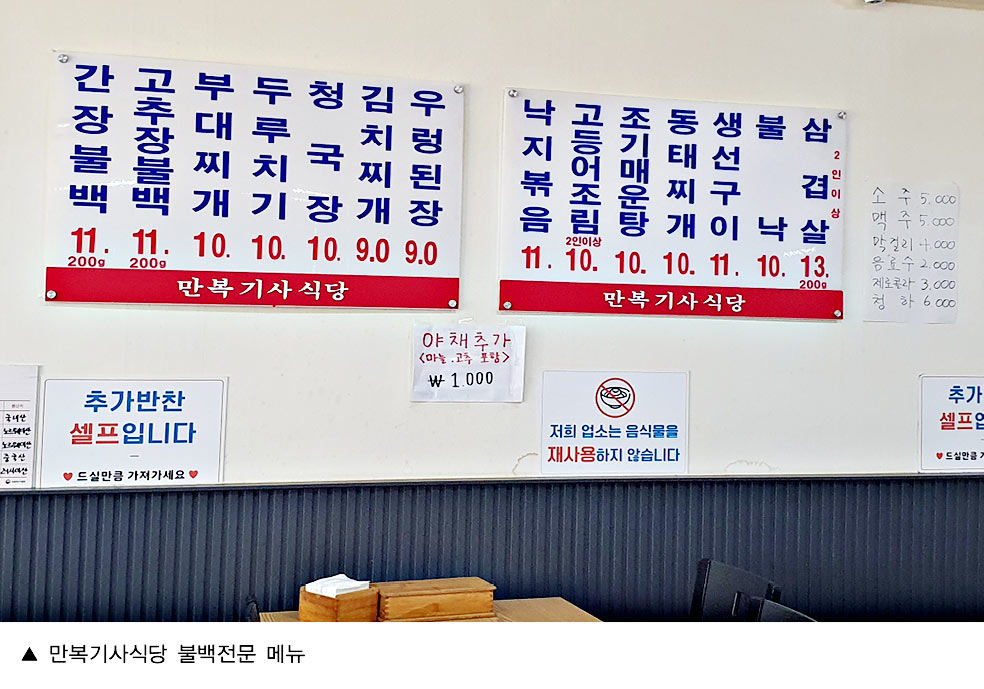 간장불백 11. 200g
고추장불백 11. 200g
부대찌개 10.
두루치기 10.
청국장 10.
김치찌개 9.0
우렁된장 9.0
만복기사식당
낙지볶음 11.
고등어조림 2인이상 10.
조기매운탕 10.
동태찌개 10.
생선구이 11.
불낙 10.
삼겹살 2인이상 13. 200g
만복기사식당
소주 5,000
맥주 5,000
막걸리 4,000
음료수 2,000
제로콜라 3,000
청하 6,000
야채추가
<마늘.고추 포함>
₩ 1.000
추가반찬
셀프입니다
♥ 드실만큼 가져가세요 ♥
저희 업소는 음식물을
재사용하지 않습니다
국내산
중국산
추가
셀프입
♥ 드실만큼 가
▲ 만복기사식당 불백전문 메뉴